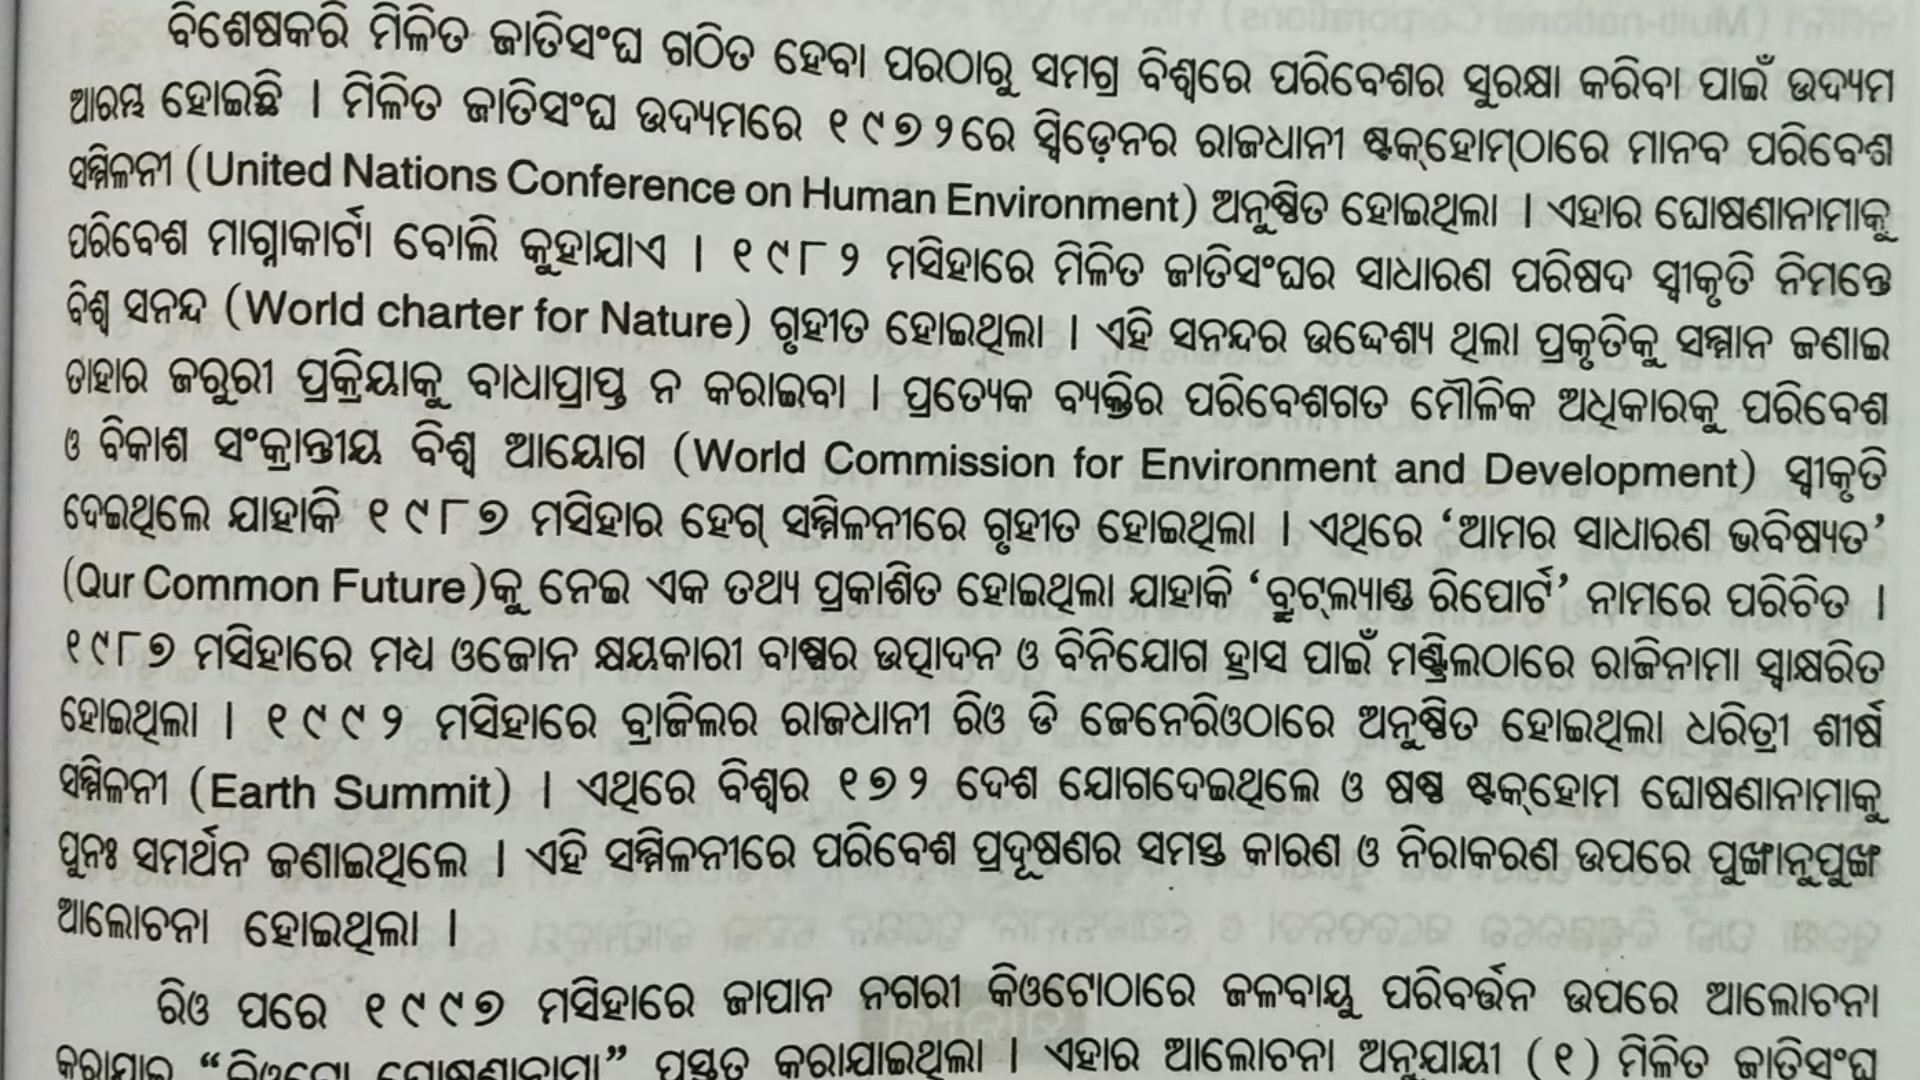 ବିଶେଷକରି ମିଳିତ ଜାତିସଂଘ ଗଠିତ ହେବା ପରଠାରୁ ସମଗ୍ର ବିଶ୍ୱରେ ପରିବେଶର ସୁରକ୍ଷା କରିବା ପାଇଁ ଉଦ୍ୟମ
ଆରମ୍ଭ ହୋଇଛି । ମିଳିତ ଜାତିସଂଘ ଉଦ୍ୟମରେ ୧୯୭୨ରେ ସ୍ୱିଡ଼େନର ରାଜଧାନୀ ଷ୍ଟକ୍‌ହୋମ୍‌ଠାରେ ମାନବ ପରିବେଶ
ସମ୍ମିଳନୀ (United Nations Conference on Human Environment) ଅନୁଷ୍ଠିତ ହୋଇଥିଲା । ଏହାର ଘୋଷଣାନାମାକୁ
ପରିବେଶ ମାଗ୍ନାକାର୍ଟା ବୋଲି କୁହାଯାଏ । ୧୯୮୨ ମସିହାରେ ମିଳିତ ଜାତିସଂଘର ସାଧାରଣ ପରିଷଦ ସ୍ୱୀକୃତି ନିମନ୍ତେ
ବିଶ୍ୱ ସନନ୍ଦ (World charter for Nature) ଗୃହୀତ ହୋଇଥିଲା । ଏହି ସନନ୍ଦର ଉଦ୍ଦେଶ୍ୟ ଥିଲା ପ୍ରକୃତିକୁ ସମ୍ମାନ ଜଣାଇ
ତାହାର ଜରୁରୀ ପ୍ରକ୍ରିୟାକୁ ବାଧାପ୍ରାପ୍ତ ନ କରାଇବା । ପ୍ରତ୍ୟେକ ବ୍ୟକ୍ତିର ପରିବେଶଗତ ମୌଳିକ ଅଧିକାରକୁ ପରିବେଶ
ଓ ବିକାଶ ସଂକ୍ରାନ୍ତୀୟ ବିଶ୍ୱ ଆୟୋଗ (World Commission for Environment and Development) ସ୍ୱୀକୃତି
ଦେଇଥିଲେ ଯାହାକି ୧୯୮୭ ମସିହାର ହେଗ୍ ସମ୍ମିଳନୀରେ ଗୃହୀତ ହୋଇଥିଲା । ଏଥିରେ ‘ଆମର ସାଧାରଣ ଭବିଷ୍ୟତ’
(Qur Common Future)କୁ ନେଇ ଏକ ତଥ୍ୟ ପ୍ରକାଶିତ ହୋଇଥିଲା ଯାହାକି ‘ବ୍ରୁଟ୍‌ଲ୍ୟାଣ୍ଡ ରିପୋର୍ଟ’ ନାମରେ ପରିଚିତ ।
୧୯୮୭ ମସିହାରେ ମଧ୍ୟ ଓଜୋନ କ୍ଷୟକାରୀ ବାଷ୍ପର ଉତ୍ପାଦନ ଓ ବିନିଯୋଗ ହ୍ରାସ ପାଇଁ ମଣ୍ଟ୍ରିଲଠାରେ ରାଜିନାମା ସ୍ୱାକ୍ଷରିତ
ହୋଇଥିଲା । ୧୯୯୨ ମସିହାରେ ବ୍ରାଜିଲର ରାଜଧାନୀ ରିଓ ଡି ଜେନେରିଓଠାରେ ଅନୁଷ୍ଠିତ ହୋଇଥିଲା ଧରିତ୍ରୀ ଶୀର୍ଷ
ସମ୍ମିଳନୀ (Earth Summit) । ଏଥିରେ ବିଶ୍ୱର ୧୭୨ ଦେଶ ଯୋଗଦେଇଥିଲେ ଓ ଷଷ୍ଠ ଷ୍ଟକ୍‌ହୋମ ଘୋଷଣାନାମାକୁ
ପୁନଃ ସମର୍ଥନ ଜଣାଇଥିଲେ । ଏହି ସମ୍ମିଳନୀରେ ପରିବେଶ ପ୍ରଦୂଷଣର ସମସ୍ତ କାରଣ ଓ ନିରାକରଣ ଉପରେ ପୁଙ୍ଖାନୁପୁଙ୍ଖ
ଆଲୋଚନା ହୋଇଥିଲା ।
ରିଓ ପରେ ୧୯୯୭ ମସିହାରେ ଜାପାନ ନଗରୀ କିଓଟୋଠାରେ ଜଳବାୟୁ ପରିବର୍ତ୍ତନ ଉପରେ ଆଲୋଚନା
କରାଯାଇ “କିଓଟୋ ଘୋଷଣାନାମା” ପ୍ରସ୍ତୁତ କରାଯାଇଥିଲା । ଏହାର ଆଲୋଚନା ଅନୁଯାୟୀ (୧) ମିଳିତ ଜାତିସଂଘ